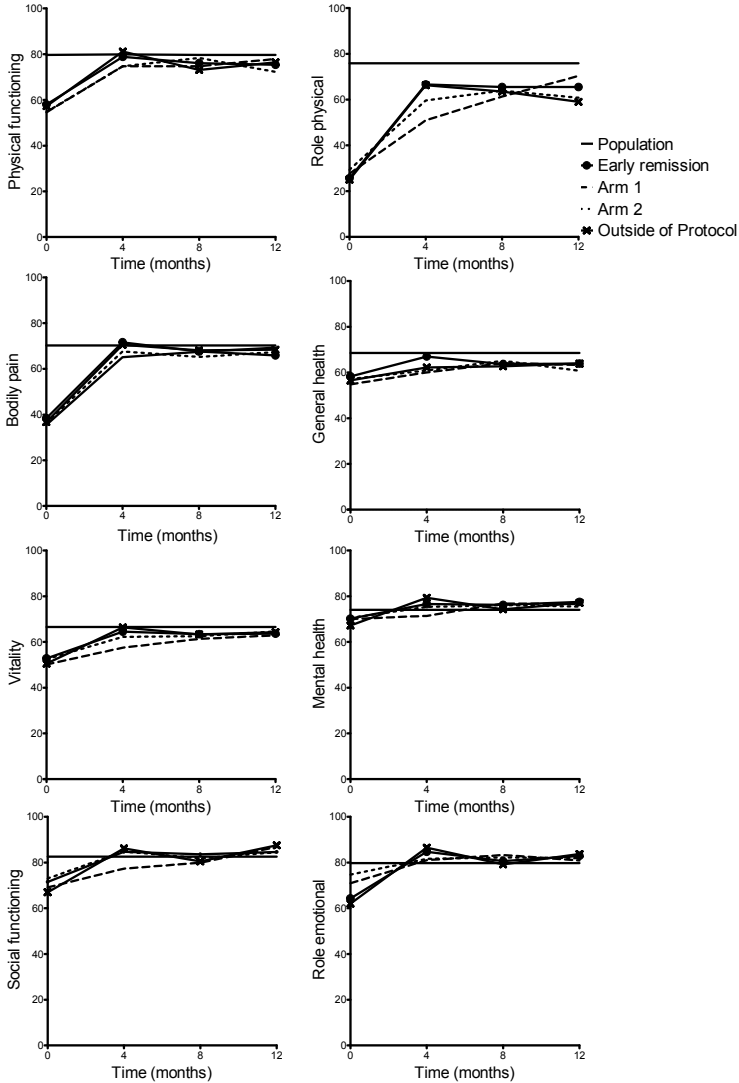 Physical functioning
100
80
60
40
20
0
0 4 8 12
Time (months)
Role physical
100
80
60
40
20
0
0 4 8 12
Time (months)
Population
Early remission
Arm 1
Arm 2
Outside of Protocol
Bodily pain
100
80
60
40
20
0
0 4 8 12
Time (months)
General health
100
80
60
40
20
0
0 4 8 12
Time (months)
Vitality
100
80
60
40
20
0
0 4 8 12
Time (months)
Mental health
100
80
60
40
20
0
0 4 8 12
Time (months)
Social functioning
100
80
60
40
20
0
0 4 8 12
Time (months)
Role emotional
100
80
60
40
20
0
0 4 8 12
Time (months)